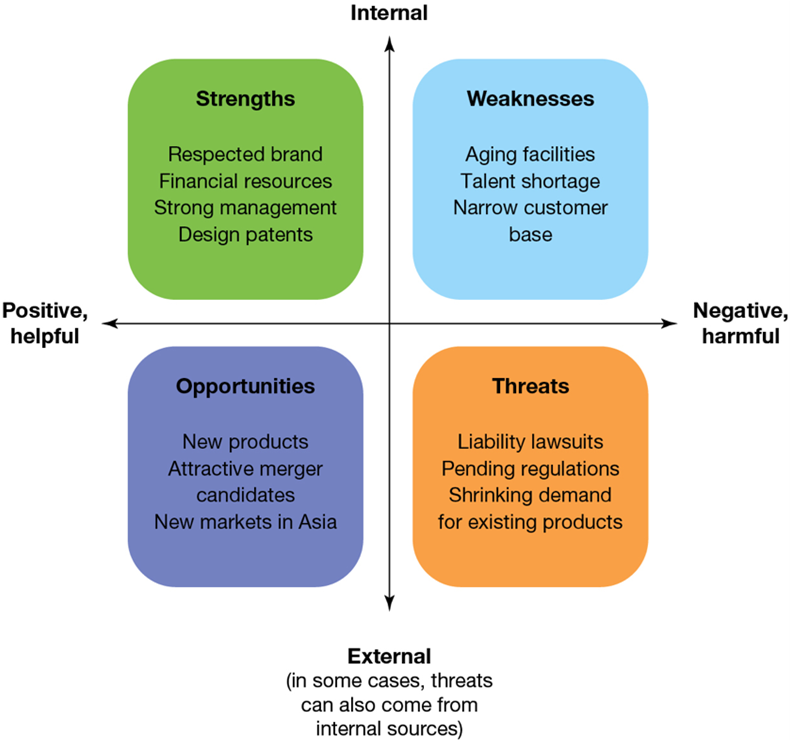 Internal
Strengths
Respected brand
Financial resources
Strong management
Design patents
Weaknesses
Aging facilities
Talent shortage
Narrow customer
base
Positive,
helpful
Negative,
harmful
Opportunities
New products
Attractive merger
candidates
New markets in Asia
Threats
Liability lawsuits
Pending regulations
Shrinking demand
for existing products
External
(in some cases, threats
can also come from
internal sources)